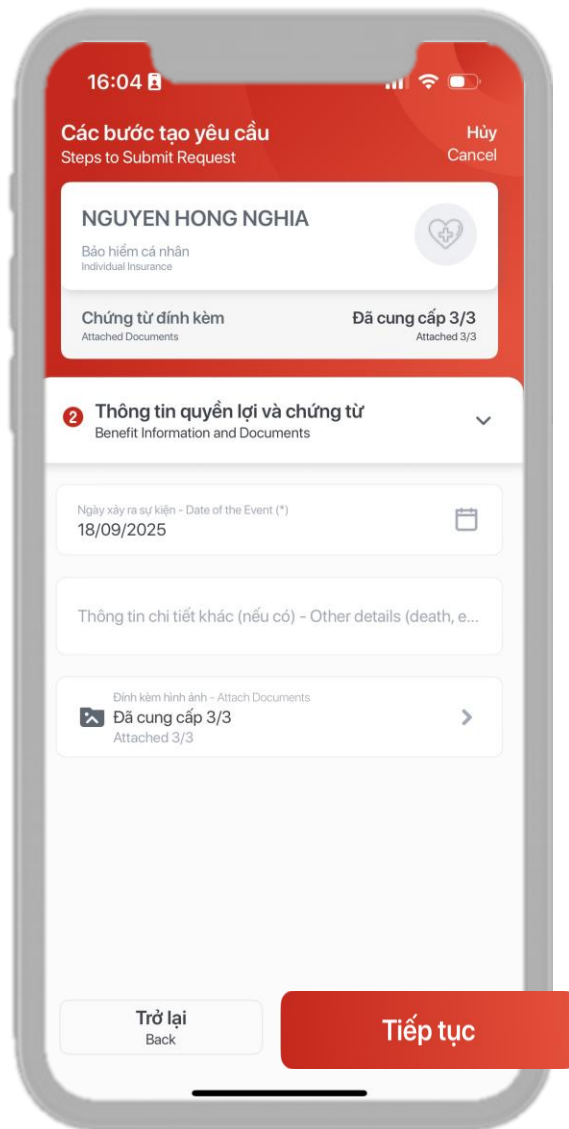 16:04
Các bước tạo yêu cầu
Hủy
Steps to Submit Request
Cancel
NGUYEN HONG NGHIA
Bảo hiểm cá nhân
Individual Insurance
Chứng từ đính kèm
Đã cung cấp 3/3
Attached Documents
Attached 3/3
2 Thông tin quyền lợi và chứng từ
Benefit Information and Documents
Ngày xảy ra sự kiện - Date of the Event (*)
18/09/2025
Thông tin chi tiết khác (nếu có) - Other details (death, e...
Đính kèm hình ảnh - Attach Documents
Đã cung cấp 3/3
Attached 3/3
Trở lại
Back
Tiếp tục